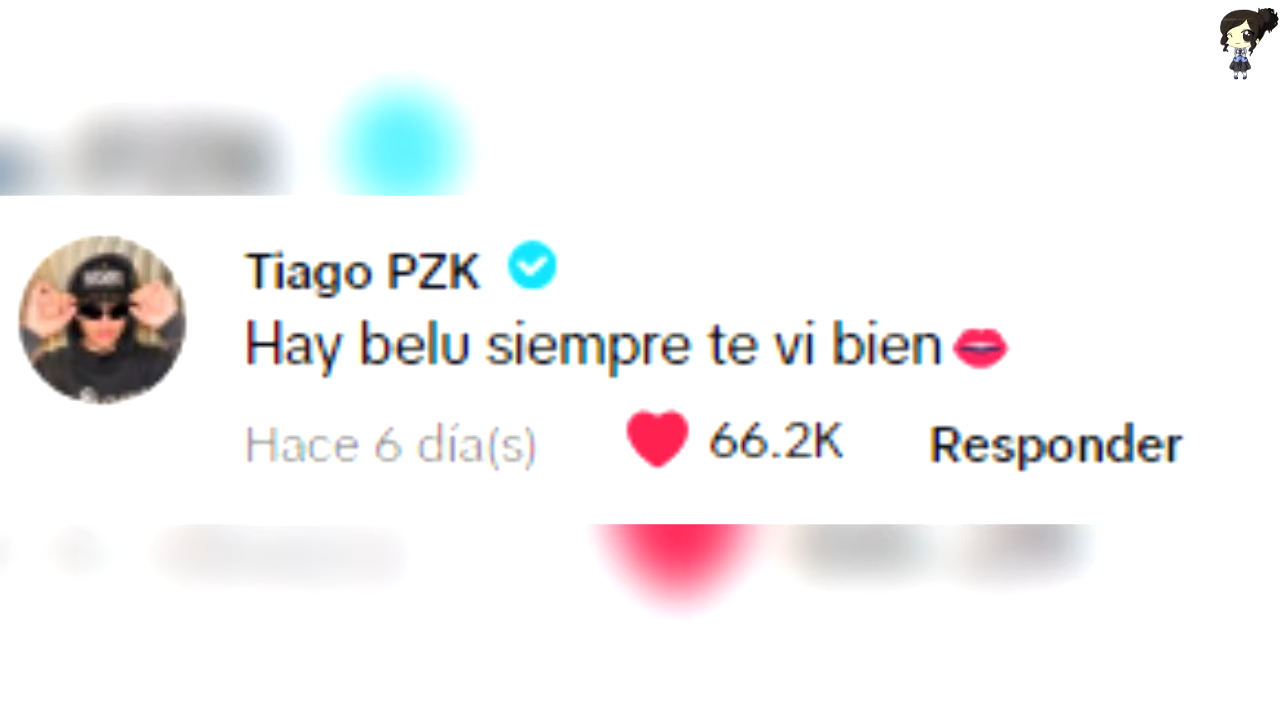 Tiago PZK
Hay belu siempre te vi bien🫦
Hace 6 día(s) 66.2K Responder